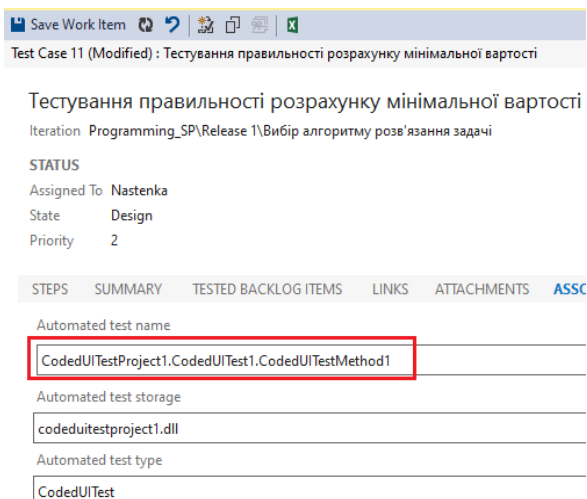 Save Work Item
Test Case 11 (Modified) : Тестування правильності розрахунку мінімальної вартості
Тестування правильності розрахунку мінімальної вартості
Iteration Programming_SP\Release 1\Вибір алгоритму розв'язання задачі
STATUS
Assigned To Nastenka
State Design
Priority 2
STEPS SUMMARY TESTED BACKLOG ITEMS LINKS ATTACHMENTS ASSO
Automated test name
CodedUITestProject1.CodedUITest1.CodedUITestMethod1
Automated test storage
codeduitestproject1.dll
Automated test type
CodedUITest